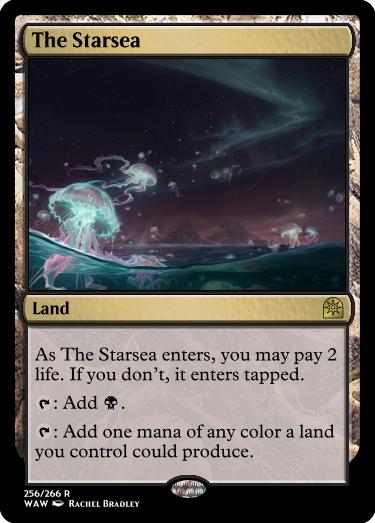 The Starsea
Land
As The Starsea enters, you may pay 2
life. If you don't, it enters tapped.
: Add .
: Add one mana of any color a land
you control could produce.
256/266 R
WAW RACHEL BRADLEY